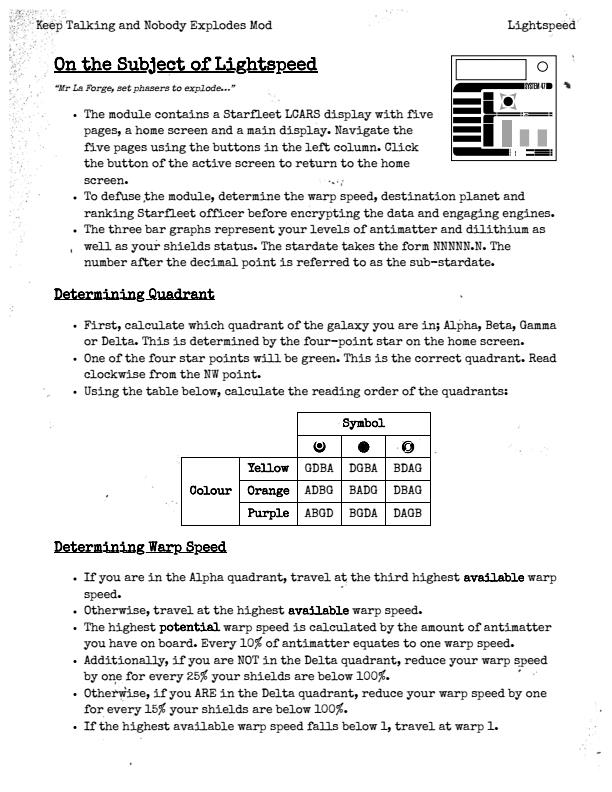 Keep Talking and Nobody Explodes Mod Lightspeed
On the Subject of Lightspeed
"Mr La Forge, set phasers to explode…"
SYSTEM 47
• The module contains a Starfleet LCARS display with five
pages, a home screen and a main display. Navigate the
five pages using the buttons in the left column. Click
the button of the active screen to return to the home
screen.
• To defuse the module, determine the warp speed, destination planet and
ranking Starfleet officer before encrypting the data and engaging engines.
• The three bar graphs represent your levels of antimatter and dilithium as
well as your shields status. The stardate takes the form NNNNN.N. The
number after the decimal point is referred to as the sub-stardate.
Determining Quadrant
• First, calculate which quadrant of the galaxy you are in; Alpha, Beta, Gamma
or Delta. This is determined by the four-point star on the home screen.
• One of the four star points will be green. This is the correct quadrant. Read
clockwise from the NW point.
• Using the table below, calculate the reading order of the quadrants:
Symbol
Colour
Yellow GDBA DGBA BDAG
Orange ADBG BADG DBAG
Purple ABGD BGDA DAGB
Determining Warp Speed
• If you are in the Alpha quadrant, travel at the third highest available warp
speed.
• Otherwise, travel at the highest available warp speed.
• The highest potential warp speed is calculated by the amount of antimatter
you have on board. Every 10% of antimatter equates to one warp speed.
• Additionally, if you are NOT in the Delta quadrant, reduce your warp speed
by one for every 25% your shields are below 100%.
• Otherwise, if you ARE in the Delta quadrant, reduce your warp speed by one
for every 15% your shields are below 100%.
• If the highest available warp speed falls below 1, travel at warp 1.